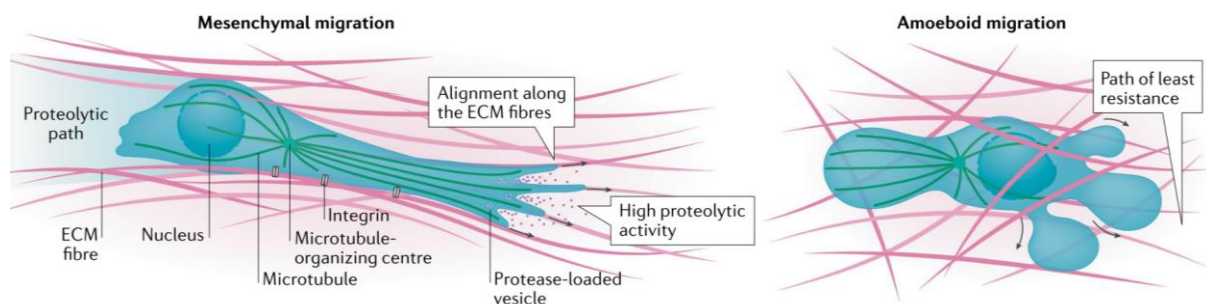 Mesenchymal migration
Amoeboid migration
Proteolytic
path
Alignment along
the ECM fibres
High proteolytic
activity
ECM
fibre
Nucleus
Microtubule
Microtubule-
organizing centre
Integrin
Protease-loaded
vesicle
Path of least
resistance